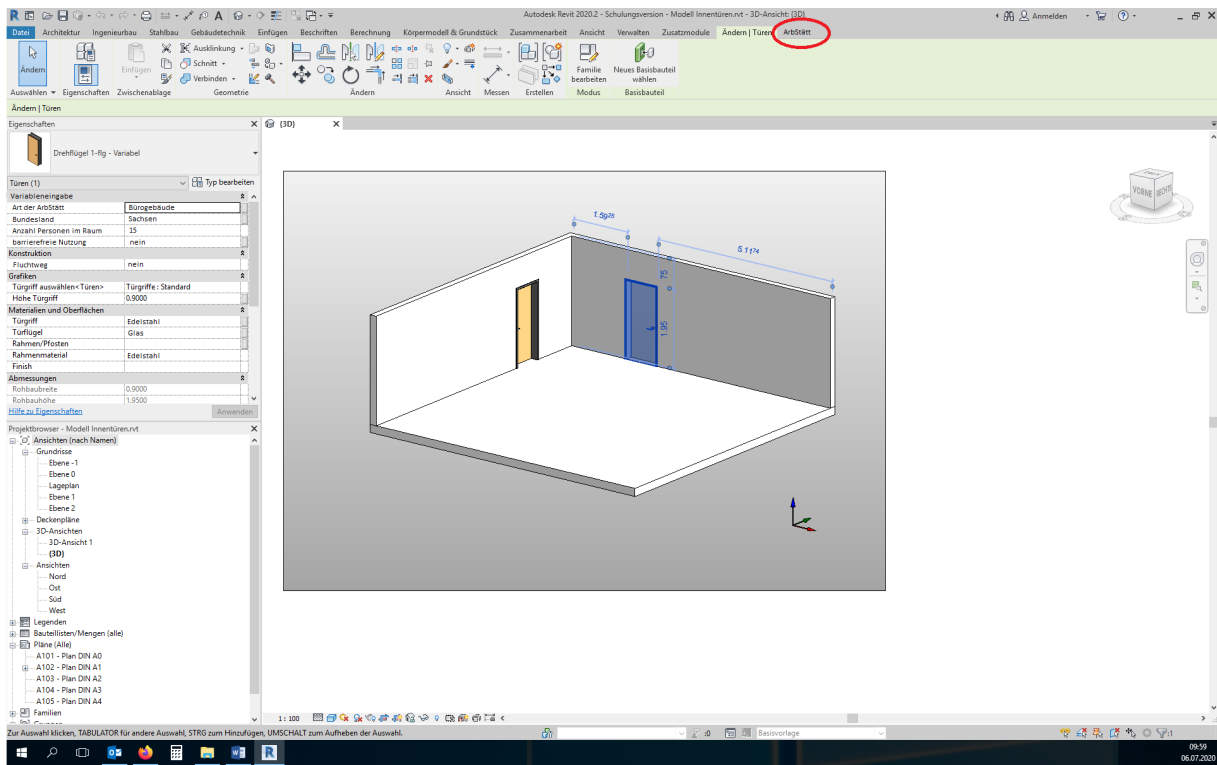 Autodesk Revit 2020.2 - Schulungsversion - Modell Innentüren.rvt - 3D-Ansicht: {3D}
Anmelden
Datei Architektur Ingenieurbau Stahlbau Gebäudetechnik Einfügen Beschriften Berechnung Körpermodell & Grundstück Zusammenarbeit Ansicht Verwalten Zusatzmodule Ändern | Türen ArbStätt
Ausklinkung
Schnitt
Verbinden
Ändern
Einfügen
Familie bearbeiten
Neues Basisbauteil wählen
Auswählen Eigenschaften Zwischenablage Geometrie Ändern Ansicht Messen Erstellen Modus Basisbauteil
Ändern | Türen
Eigenschaften
{3D}
Drehflügel 1-flg - Variabel
Türen (1) Typ bearbeiten
Variableneingabe
Art der ArbStätt Bürogebäude
Bundesland Sachsen
Anzahl Personen im Raum 15
barrierefreie Nutzung nein
Konstruktion
Fluchtweg nein
Grafiken
Türgriff auswählen<Türen> Türgriffe : Standard
Höhe Türgriff 0.9000
Materialien und Oberflächen
Türgriff Edelstahl
Türflügel Glas
Rahmen/Pfosten
Rahmenmaterial Edelstahl
Finish
Abmessungen
Rohbaubreite 0.9000
Rohbauhöhe 1.9500
Hilfe zu Eigenschaften Anwenden
Projektbrowser - Modell Innentüren.rvt
Ansichten (nach Namen)
Grundrisse
Ebene -1
Ebene 0
Lageplan
Ebene 1
Ebene 2
Deckenpläne
3D-Ansichten
3D-Ansicht 1
{3D}
Ansichten
Nord
Ost
Süd
West
Legenden
Bauteillisten/Mengen (alle)
Pläne (Alle)
A101 - Plan DIN A0
A102 - Plan DIN A1
A103 - Plan DIN A2
A104 - Plan DIN A3
A105 - Plan DIN A4
Familien
1.5926
5.1174
75
1.95
VORNE
RECHTS
1 : 100
Zur Auswahl klicken, TABULATOR für andere Auswahl, STRG zum Hinzufügen, UMSCHALT zum Aufheben der Auswahl.
:0
Basisvorlage
:1
09:59
06.07.2020